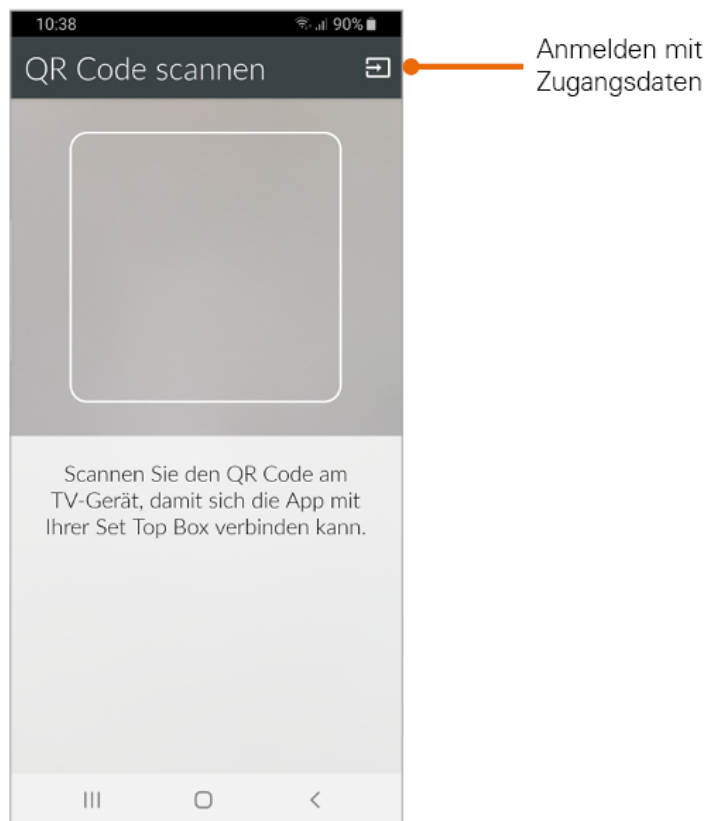 10:38 90%
QR Code scannen
Anmelden mit
Zugangsdaten
Scannen Sie den QR Code am
TV-Gerät, damit sich die App mit
Ihrer Set Top Box verbinden kann.